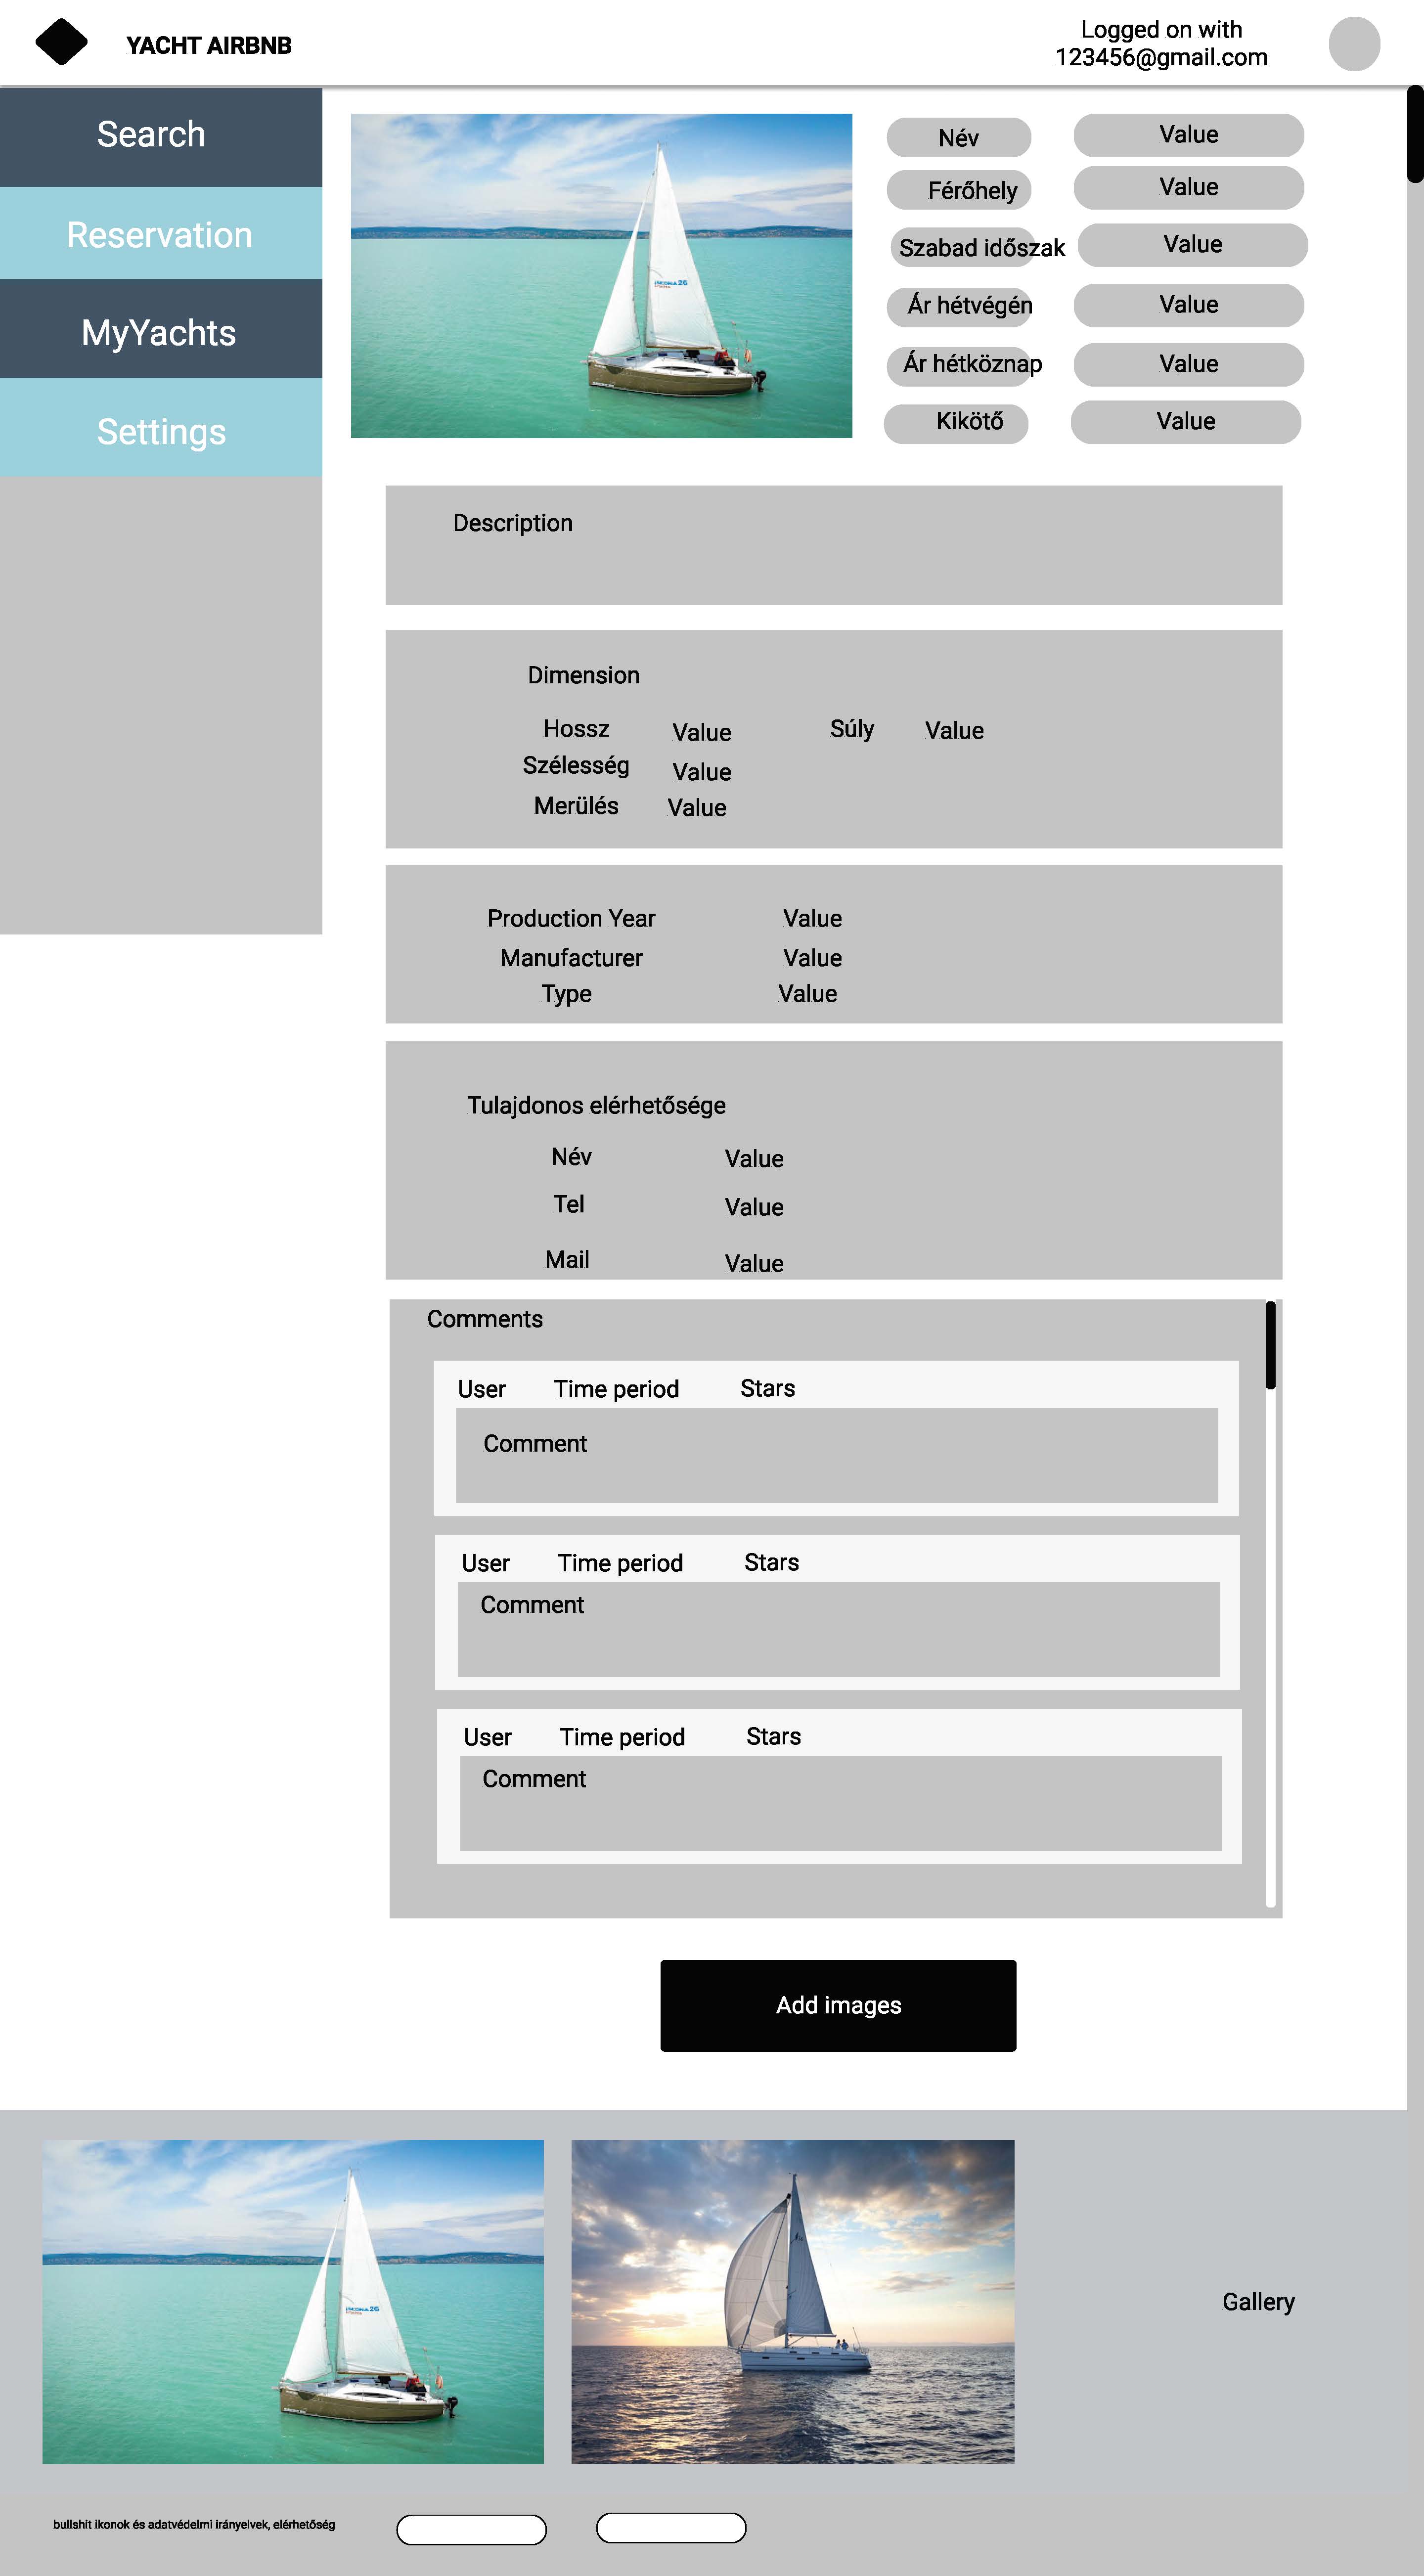 YACHT AIRBNB
Logged on with
123456@gmail.com
Search
Reservation
MyYachts
Settings
Név Value
Férőhely Value
Szabad időszak Value
Ár hétvégén Value
Ár hétköznap Value
Kikötő Value
Description
Dimension
Hossz Value Súly Value
Szélesség Value
Merülés Value
Production Year Value
Manufacturer Value
Type Value
Tulajdonos elérhetősége
Név Value
Tel Value
Mail Value
Comments
User Time period Stars
Comment
User Time period Stars
Comment
User Time period Stars
Comment
Add images
Gallery
bullshit ikonok és adatvédelmi irányelvek, elérhetőség